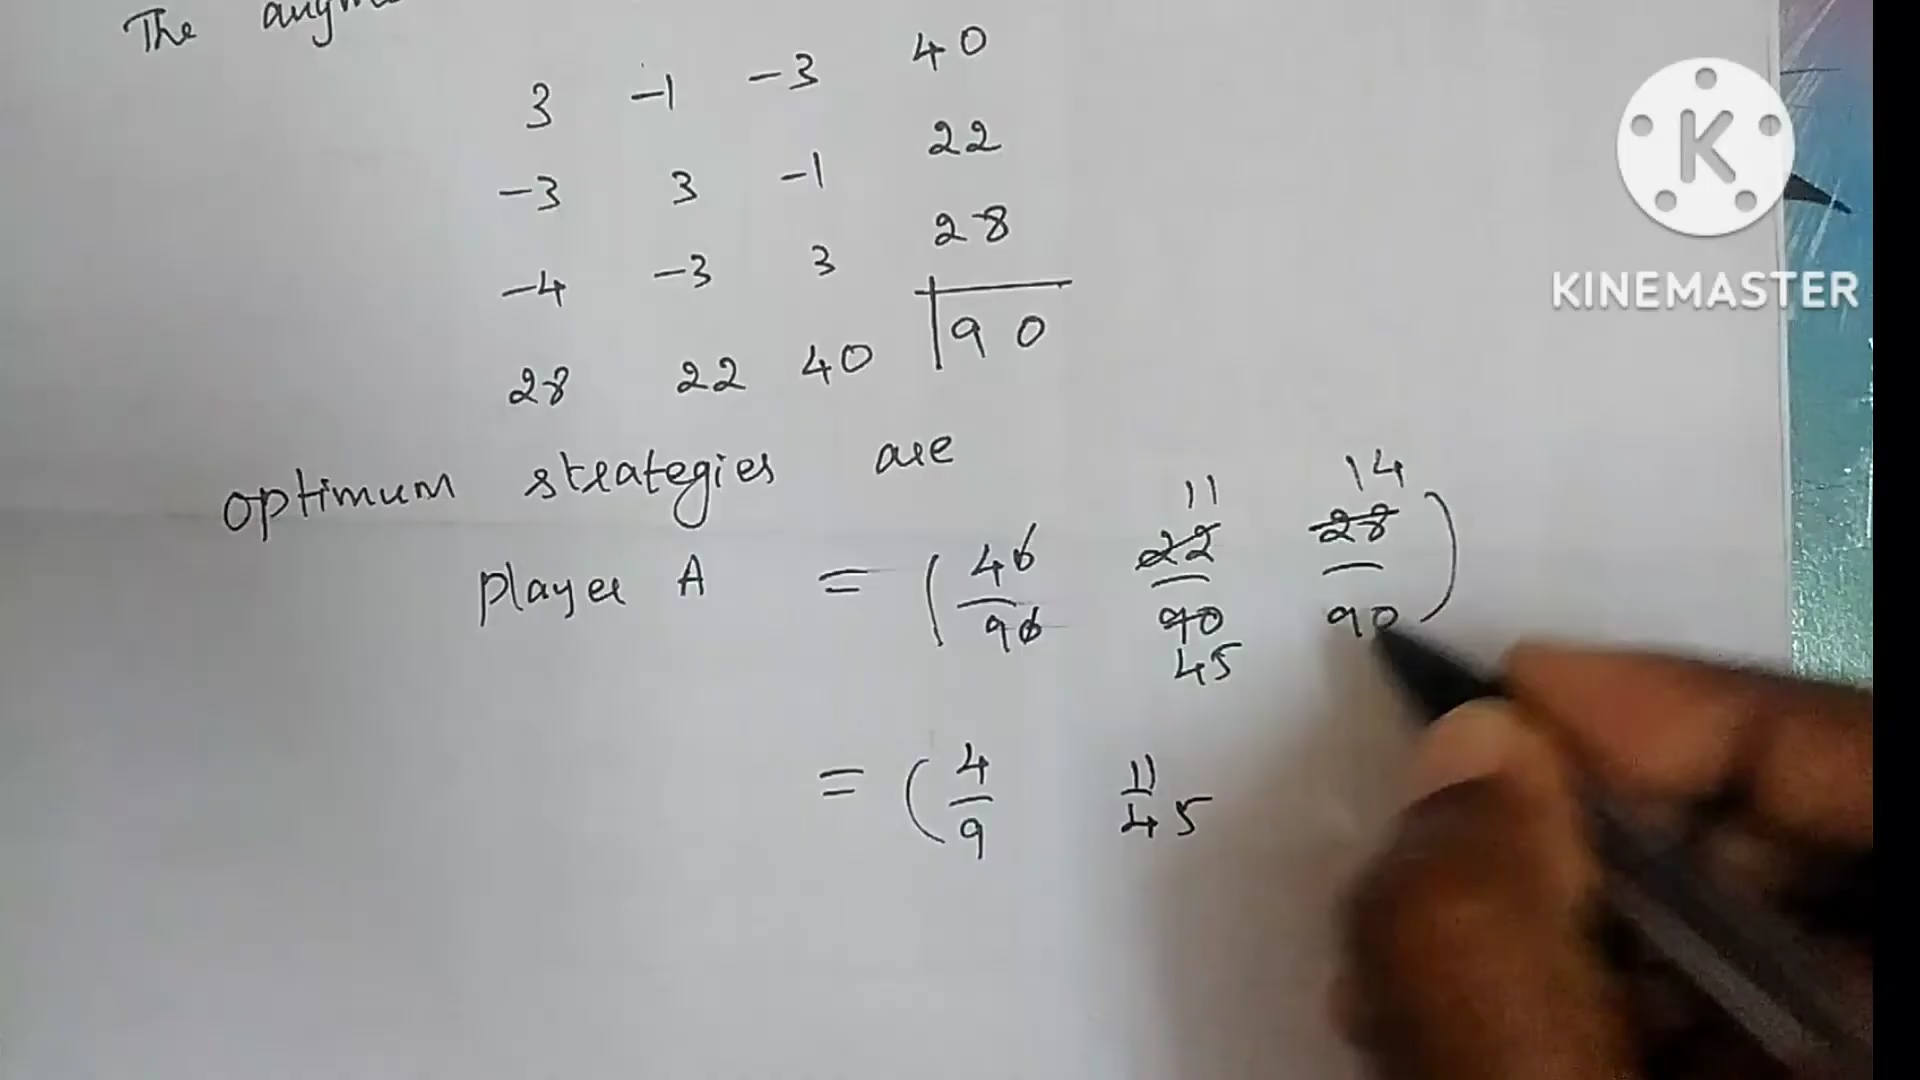 The
3 -1 -3 40
-3 3 -1 22
-4 -3 3 28
28 22 40 90
optimum strategies are
player A = ( 40/90 22/90 28/90 )
11 14
45
= ( 4/9 11/45
K
KINEMASTER